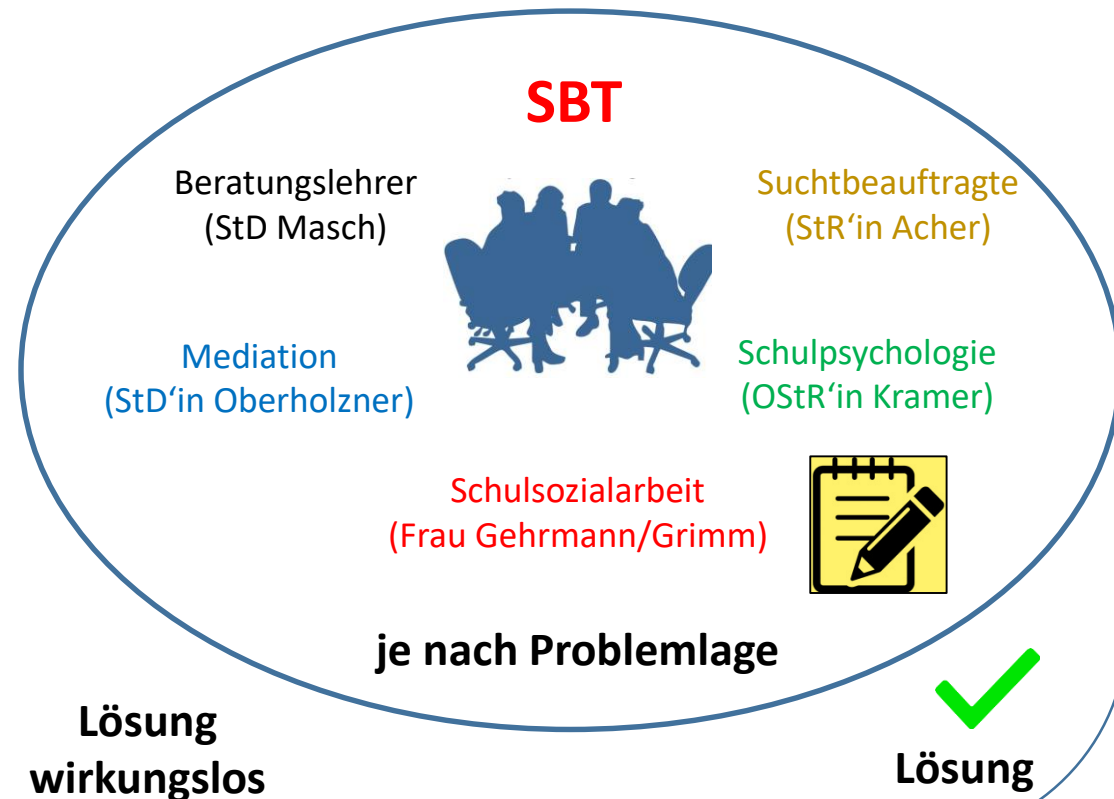 SBT
Beratungslehrer
(StD Masch)
Suchtbeauftragte
(StR‘in Acher)
Mediation
(StD‘in Oberholzner)
Schulpsychologie
(OStR‘in Kramer)
Schulsozialarbeit
(Frau Gehrmann/Grimm)
je nach Problemlage
Lösung
wirkungslos
Lösung